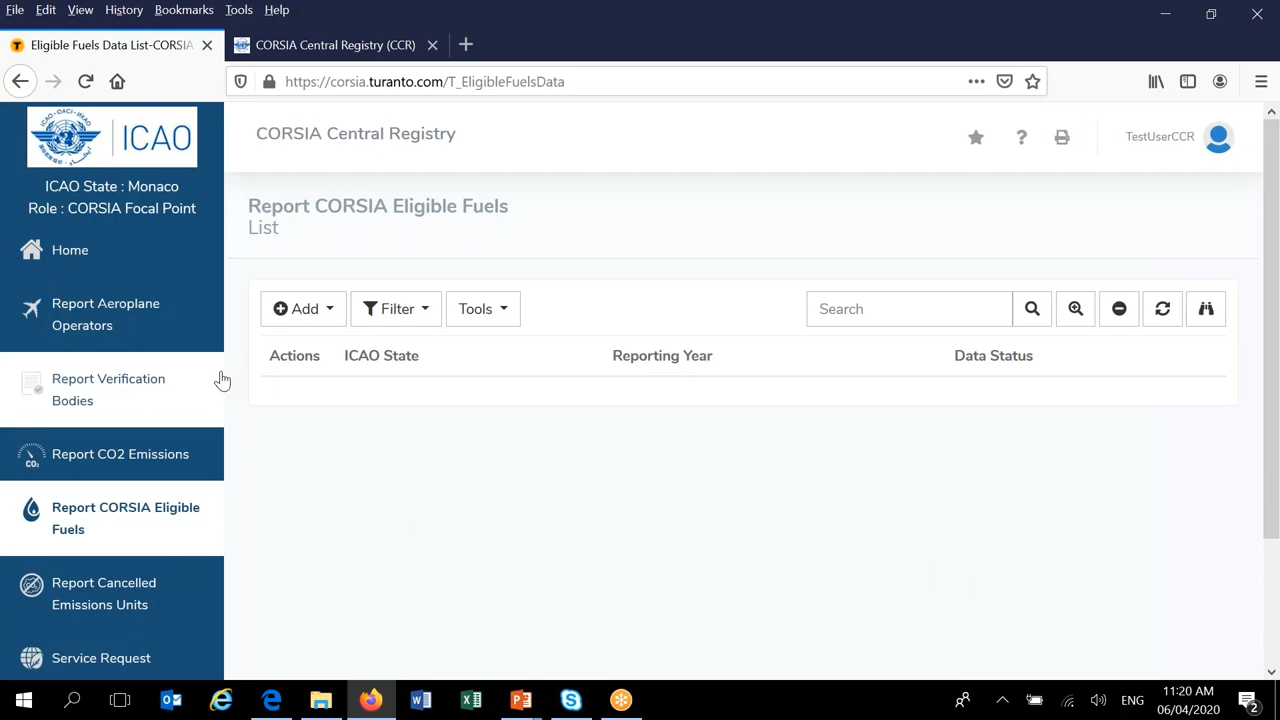 File Edit View History Bookmarks Tools Help
Eligible Fuels Data List-CORSIA
CORSIA Central Registry (CCR)
https://corsia.turanto.com/T_EligibleFuelsData
ICAO
ICAO State : Monaco
Role : CORSIA Focal Point
Home
Report Aeroplane
Operators
Report Verification
Bodies
Report CO2 Emissions
Report CORSIA Eligible
Fuels
Report Cancelled
Emissions Units
Service Request
CORSIA Central Registry
TestUserCCR
Report CORSIA Eligible Fuels
List
Add Filter Tools Search
Actions ICAO State Reporting Year Data Status
ENG
11:20 AM
06/04/2020
2